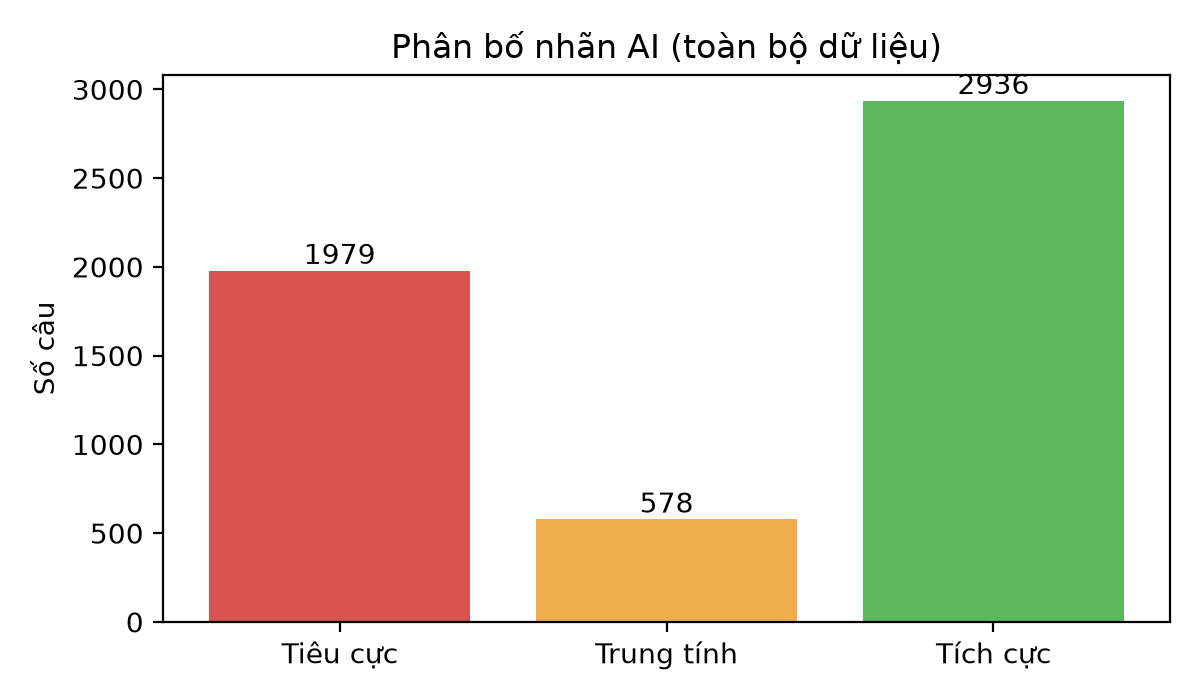 Phân bố nhãn AI (toàn bộ dữ liệu)
Số câu
3000
2500
2000
1500
1000
500
0
1979
578
2936
Tiêu cực
Trung tính
Tích cực